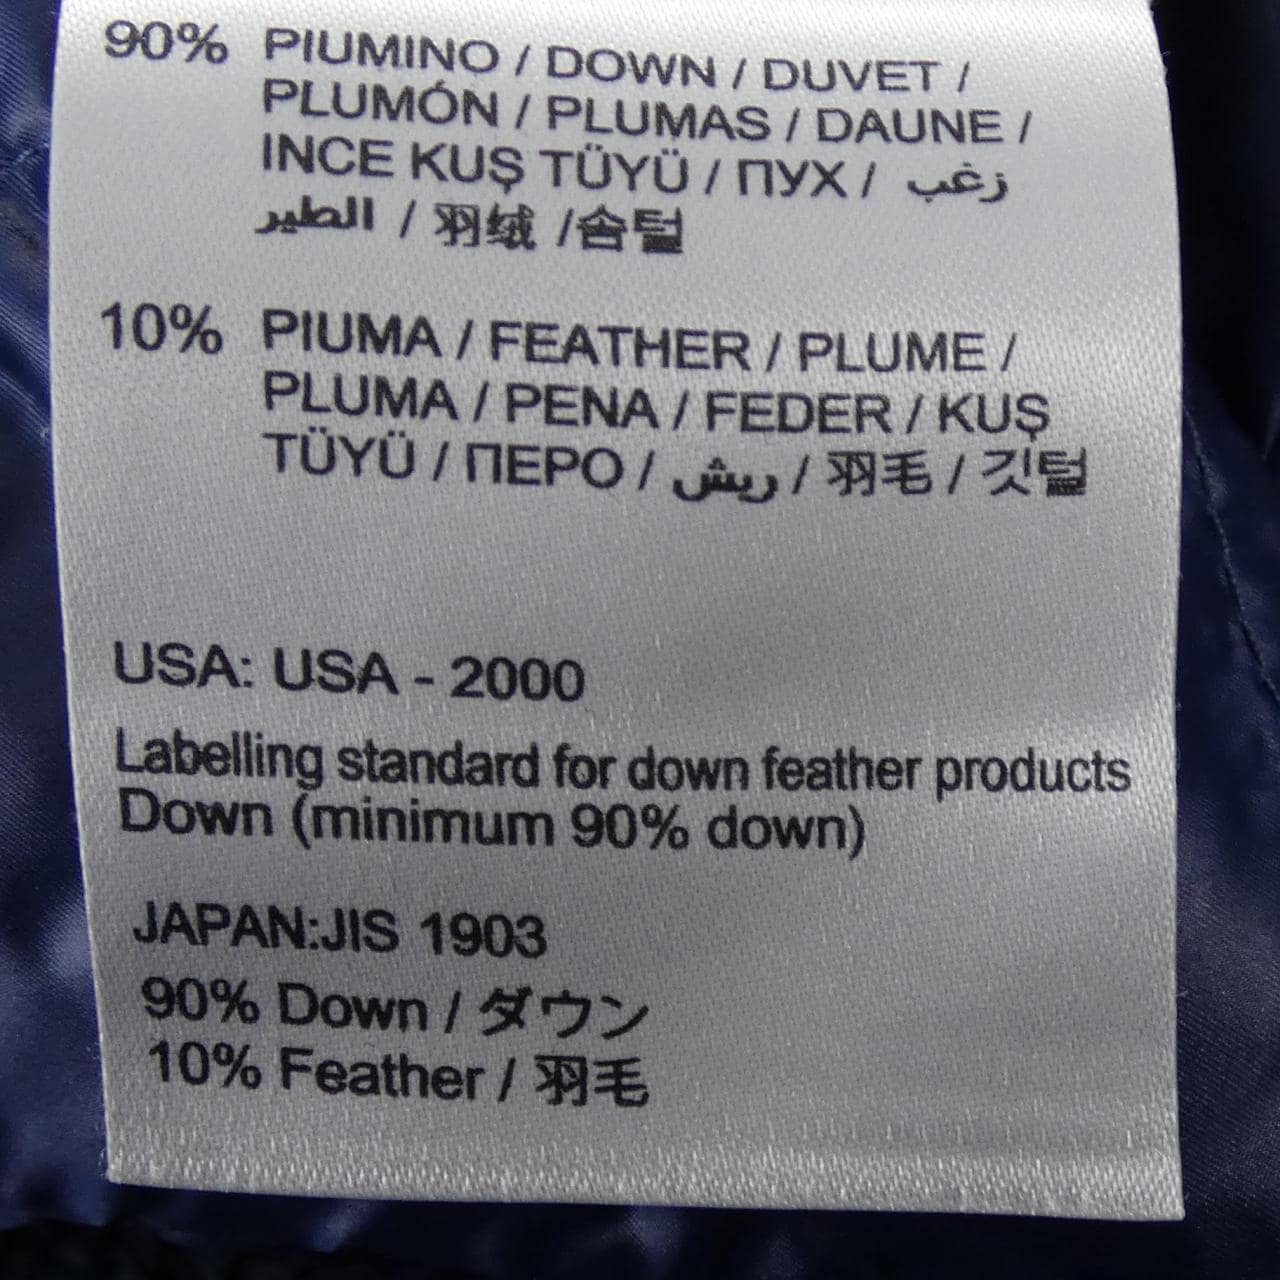 90% PIUMINO / DOWN / DUVET /
PLUMÓN / PLUMAS / DAUNE /
INCE KUŞ TÜYÜ / ПУХ / زغب
الطير / 羽绒 /솜털
10% PIUMA / FEATHER / PLUME /
PLUMA / PENA / FEDER / KUŞ
TÜYÜ / ПЕРО / ريش / 羽毛 / 깃털
USA: USA - 2000
Labelling standard for down feather products
Down (minimum 90% down)
JAPAN:JIS 1903
90% Down / ダウン
10% Feather / 羽毛